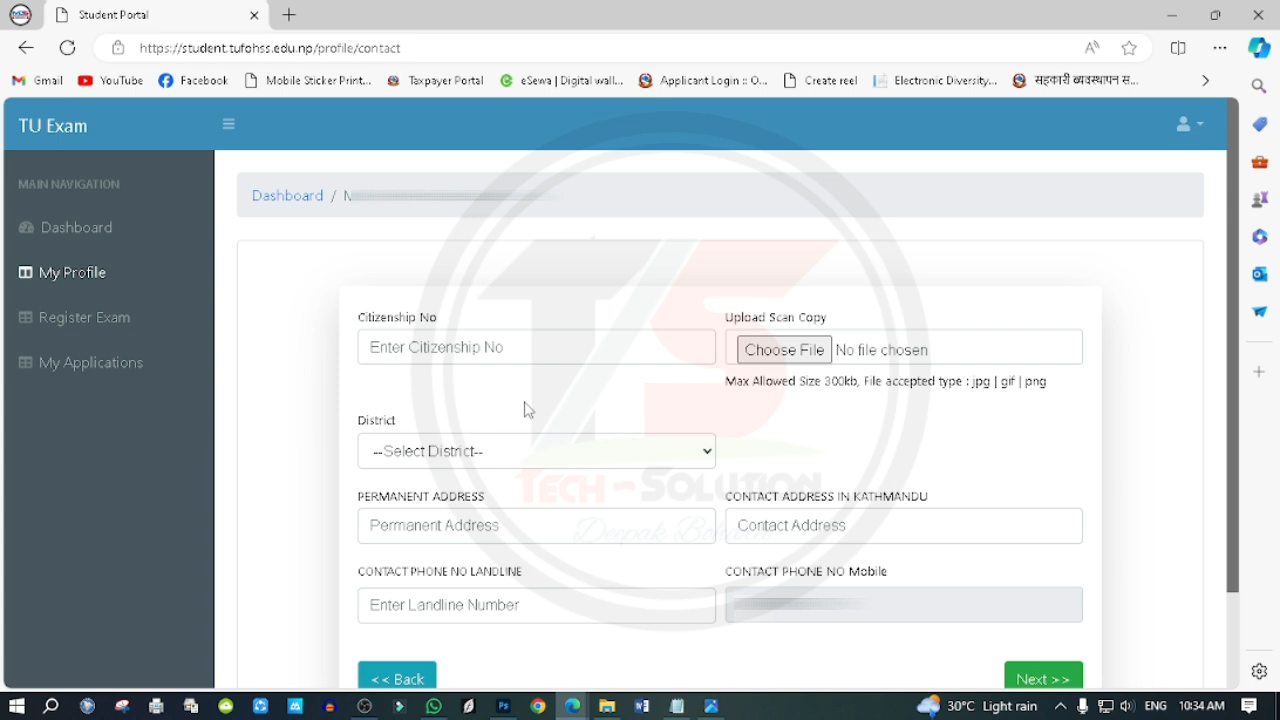 Student Portal
https://student.tufohss.edu.np/profile/contact
Gmail YouTube Facebook Mobile Sticker Print... Taxpayer Portal eSewa | Digital wall... Applicant Login :: O... Create reel Electronic Diversity... सहकारी व्यवस्थापन स...
TU Exam
MAIN NAVIGATION
Dashboard
My Profile
Register Exam
My Applications
Dashboard /
Citizenship No Upload Scan Copy
Enter Citizenship No Choose File No file chosen
Max Allowed Size 300kb, File accepted type : jpg | gif | png
District
--Select District--
TECH-SOLUTION
PERMANENT ADDRESS CONTACT ADDRESS IN KATHMANDU
Permanent Address Contact Address
CONTACT PHONE NO LANDLINE CONTACT PHONE NO Mobile
Enter Landline Number
<< Back Next >>
30°C Light rain ENG 10:34 AM